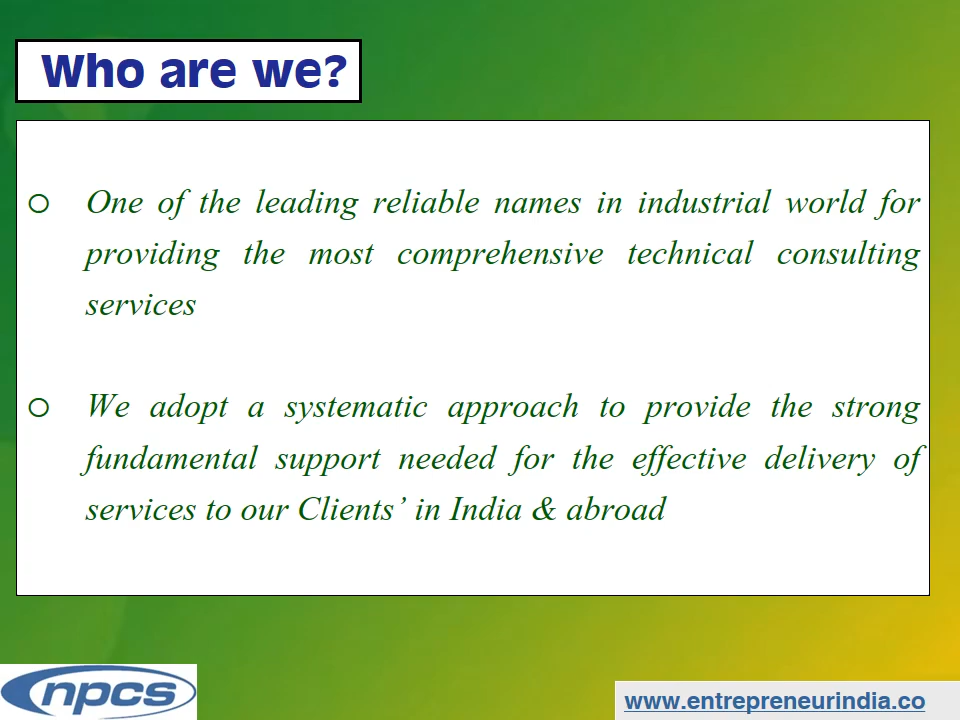 Who are we?
One of the leading reliable names in industrial world for
providing the most comprehensive technical consulting
services
We adopt a systematic approach to provide the strong
fundamental support needed for the effective delivery of
services to our Clients’ in India & abroad
npcs
www.entrepreneurindia.co